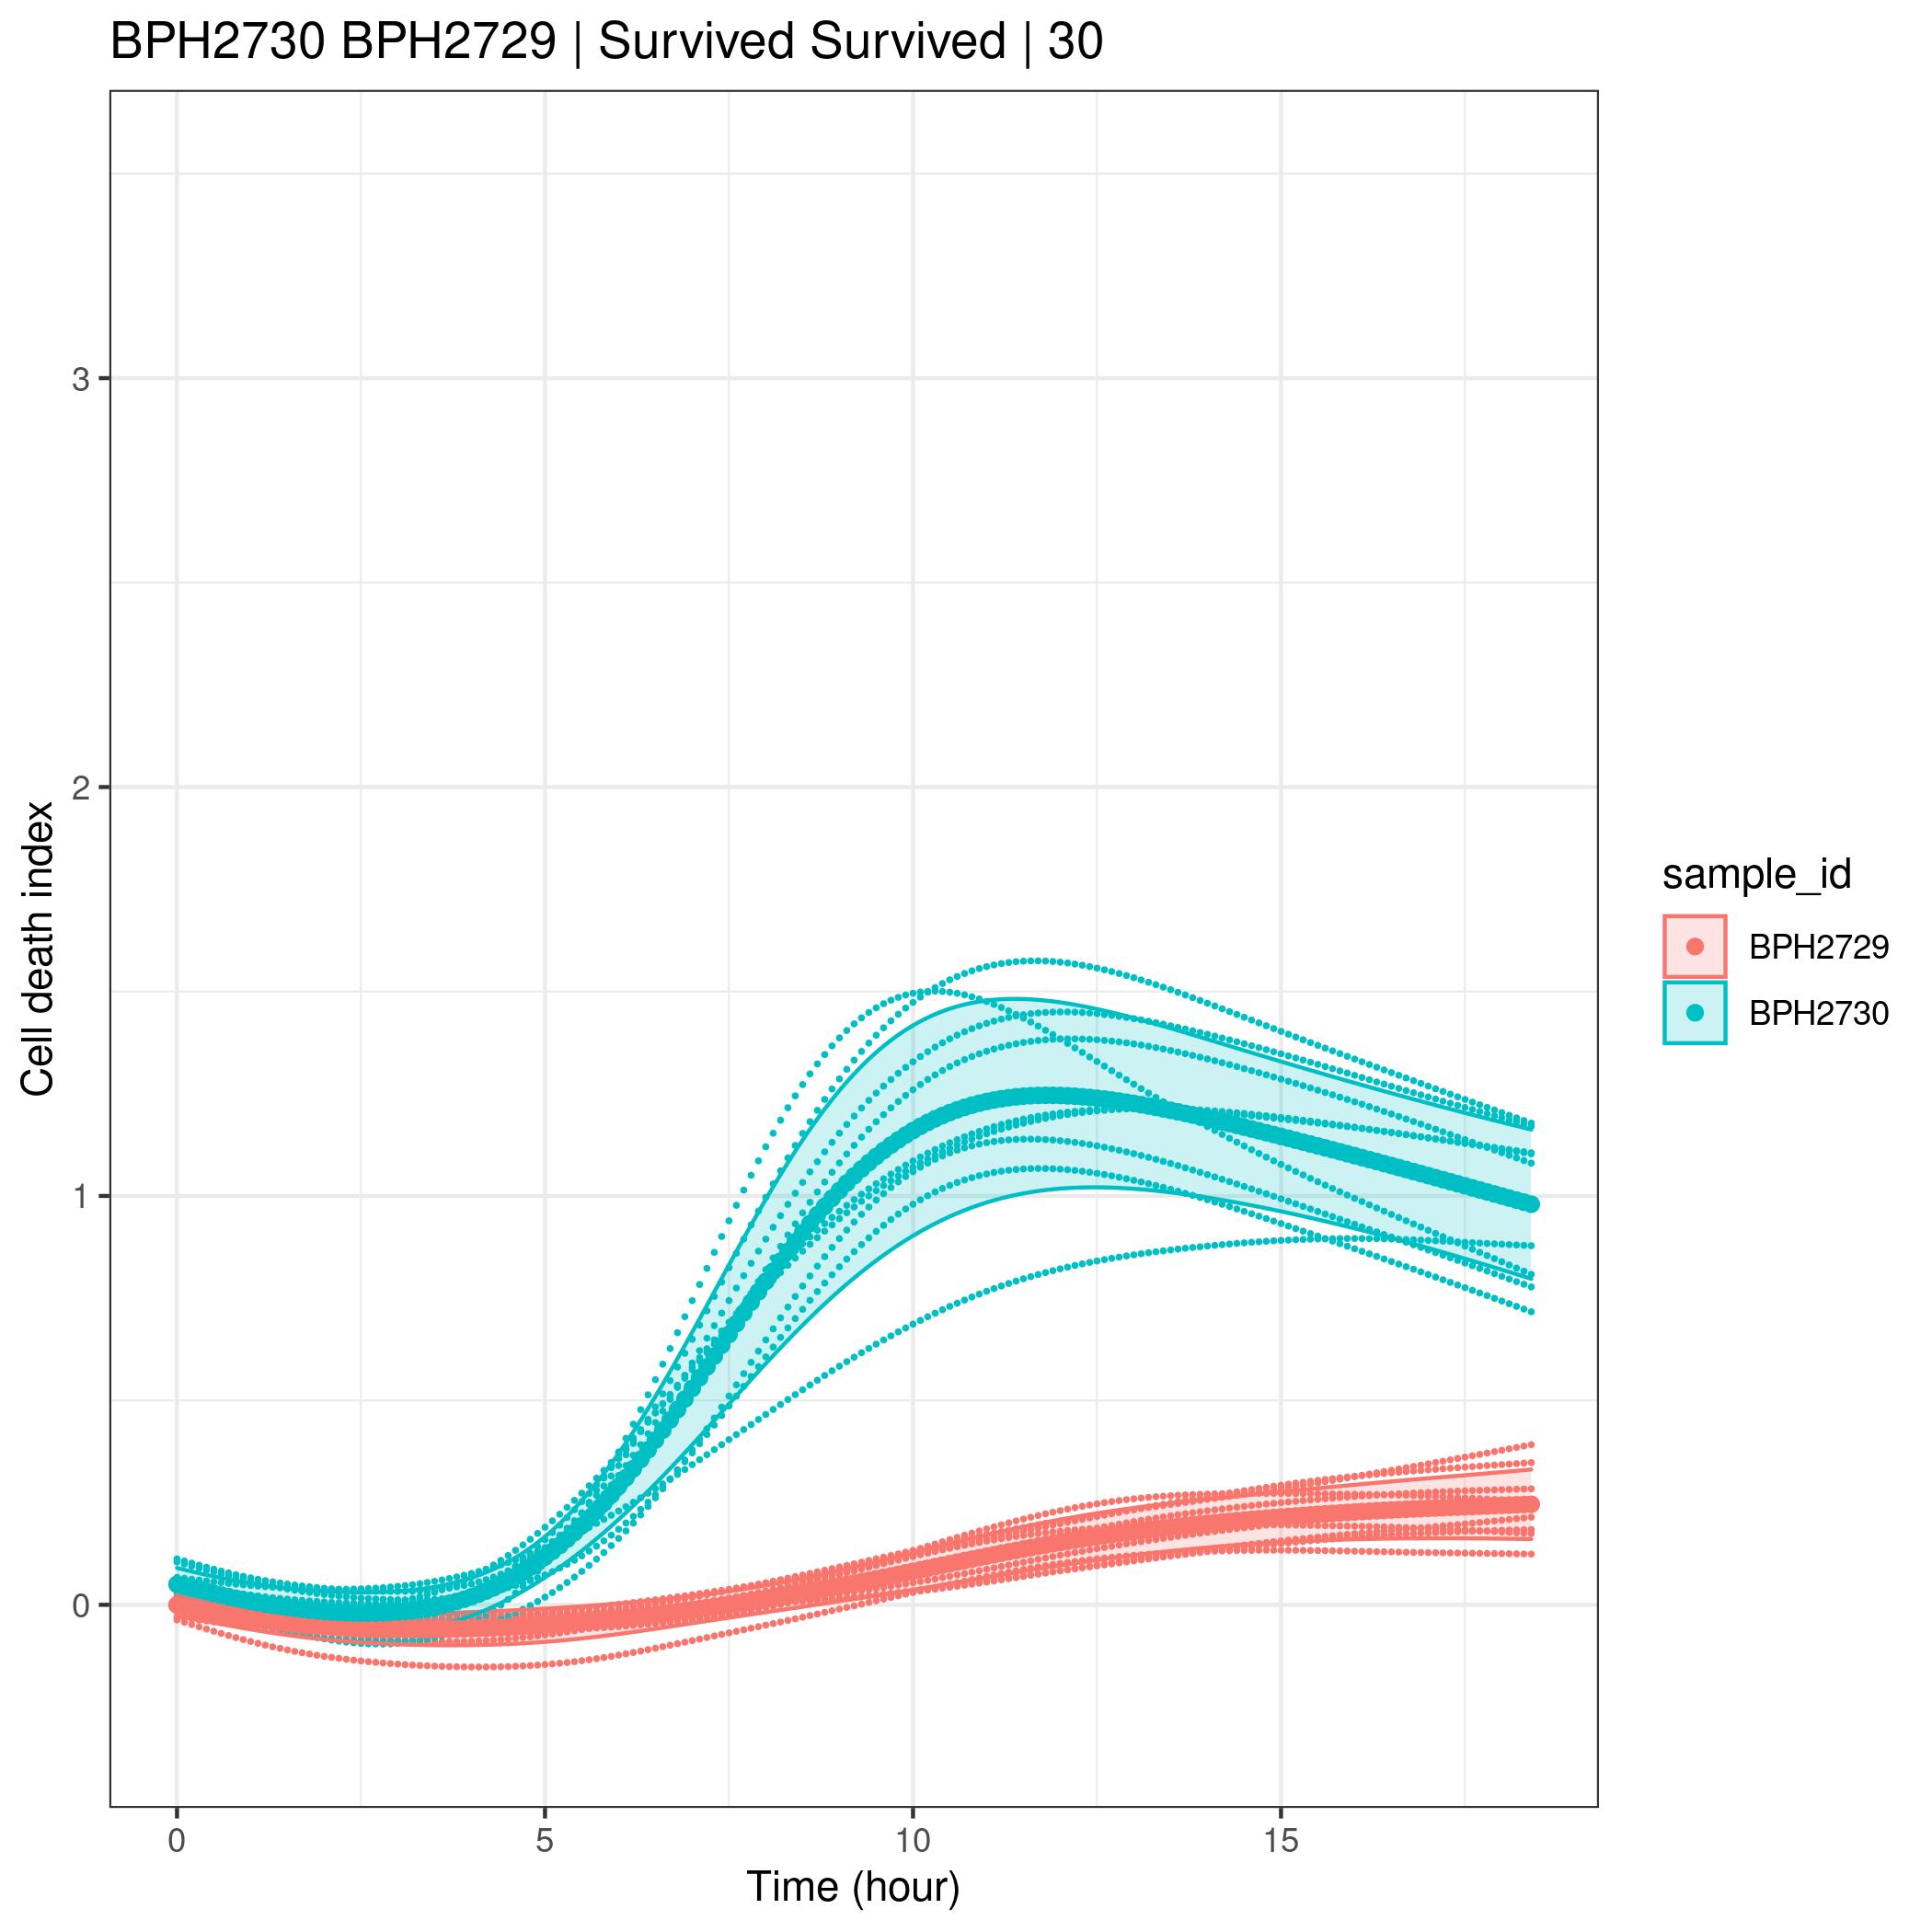 BPH2730 BPH2729 | Survived Survived | 30
Cell death index
3
2
1
0
0 5 10 15
Time (hour)
sample_id
BPH2729
BPH2730